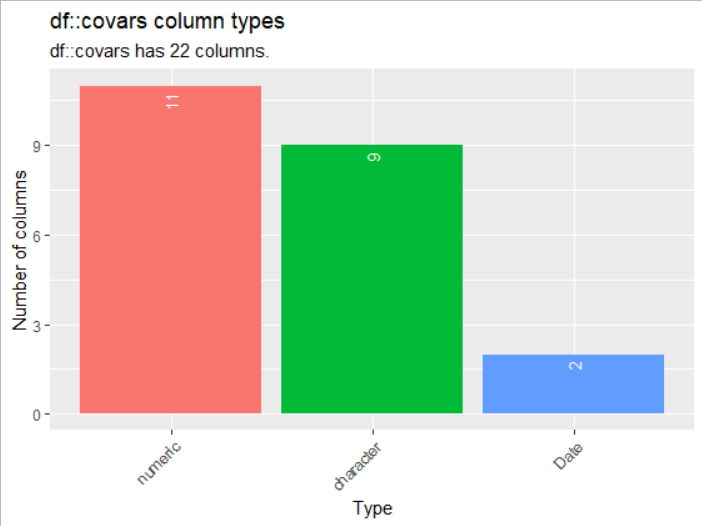 df::covars column types
df::covars has 22 columns.
11
9
2
9
6
3
0
Number of columns
numeric
character
Date
Type